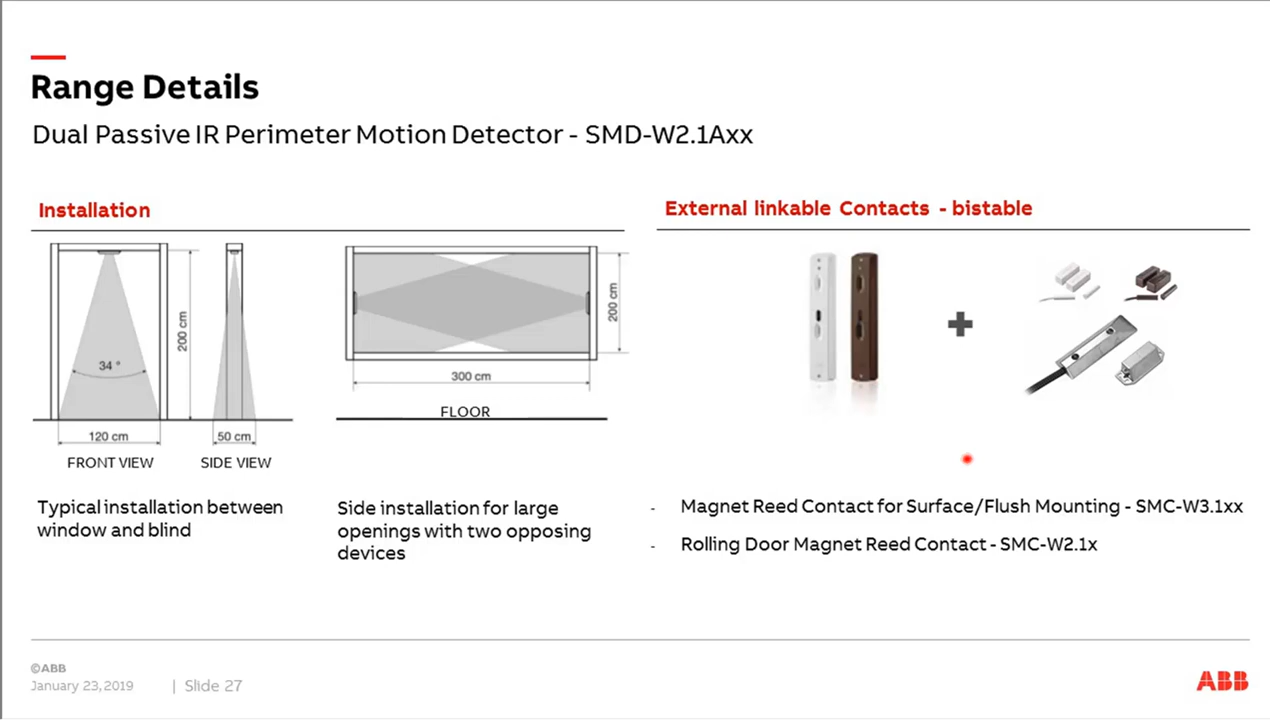 Range Details
Dual Passive IR Perimeter Motion Detector - SMD-W2.1Axx
Installation
34 °
200 cm
120 cm
50 cm
FRONT VIEW
SIDE VIEW
Typical installation between
window and blind
200 cm
300 cm
FLOOR
Side installation for large
openings with two opposing
devices
External linkable Contacts - bistable
- Magnet Reed Contact for Surface/Flush Mounting - SMC-W3.1xx
- Rolling Door Magnet Reed Contact - SMC-W2.1x
©ABB
January 23, 2019 | Slide 27
ABB